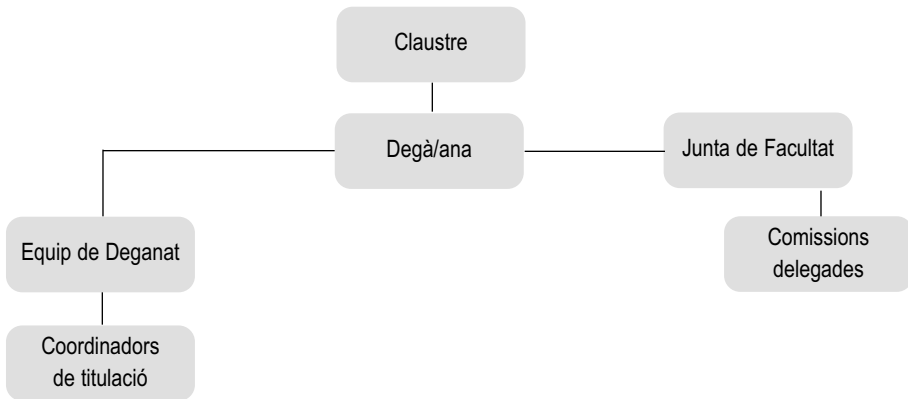 Claustre
Degà/ana
Junta de Facultat
Equip de Deganat
Comissions
delegades
Coordinadors
de titulació